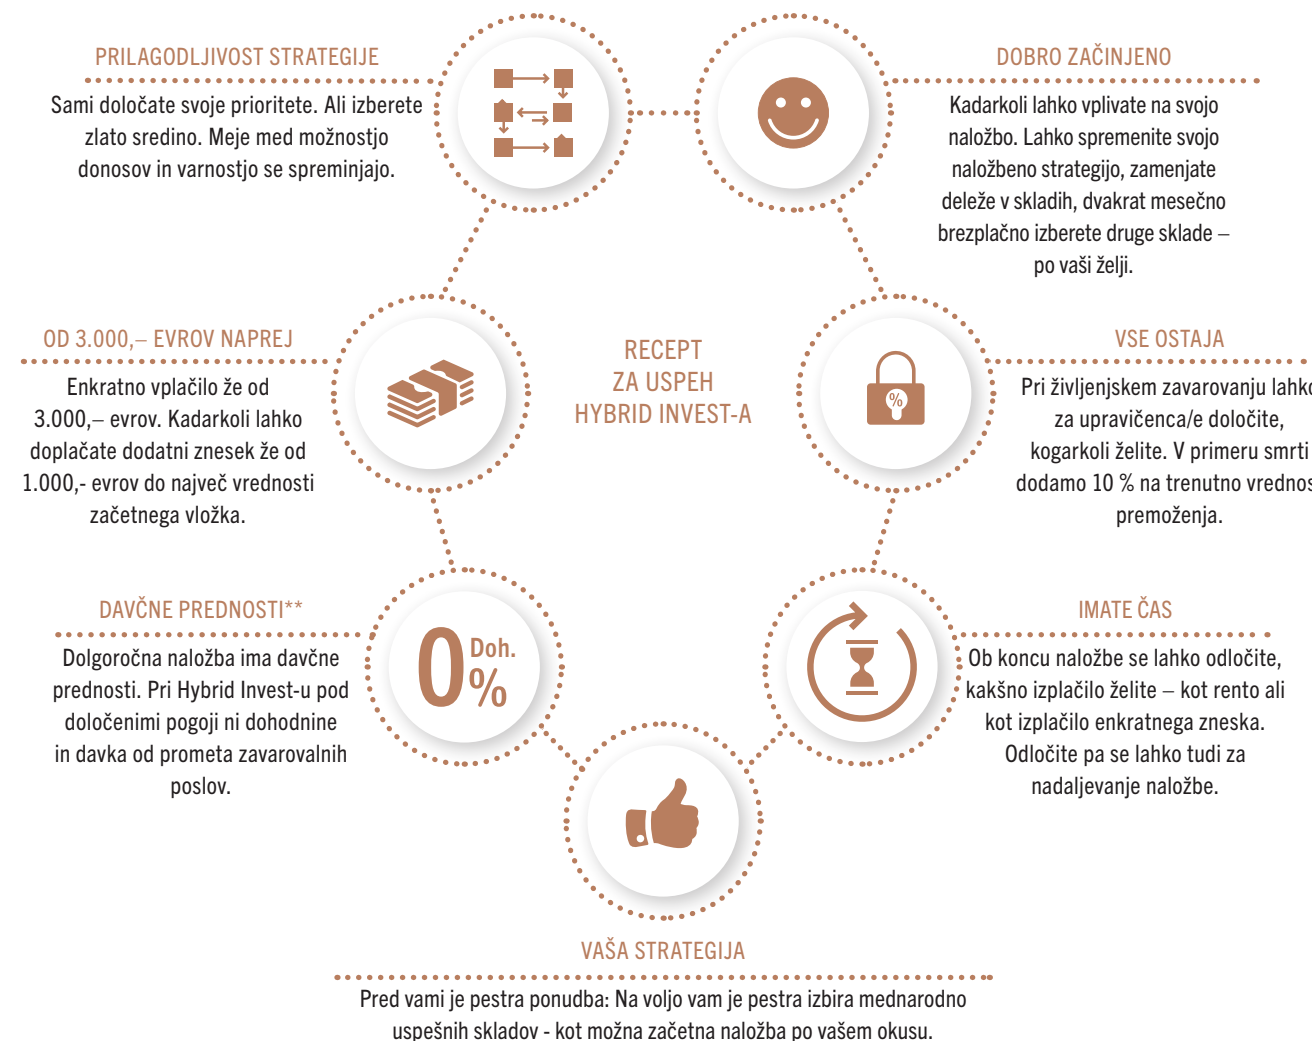 PRILAGODLJIVOST STRATEGIJE
Sami določate svoje prioritete. Ali izberete
zlato sredino. Meje med možnostjo
donosov in varnostjo se spreminjajo.
DOBRO ZAČINJENO
Kadarkoli lahko vplivate na svojo
naložbo. Lahko spremenite svojo
naložbeno strategijo, zamenjate
deleže v skladih, dvakrat mesečno
brezplačno izberete druge sklade –
po vaši želji.
OD 3.000,– EVROV NAPREJ
Enkratno vplačilo že od
3.000,– evrov. Kadarkoli lahko
doplačate dodatni znesek že od
1.000,- evrov do največ vrednosti
začetnega vložka.
RECEPT
ZA USPEH
HYBRID INVEST-A
%
VSE OSTAJA
Pri življenjskem zavarovanju lahko
za upravičenca/e določite,
kogarkoli želite. V primeru smrti
dodamo 10 % na trenutno
premoženja.
DAVČNE PREDNOSTI**
Dolgoročna naložba ima davčne
prednosti. Pri Hybrid Invest-u pod
določenimi pogoji ni dohodnine
in davka od prometa zavarovalnih
poslov.
0 Doh.
%
IMATE ČAS
Ob koncu naložbe se lahko odločite,
kakšno izplačilo želite – kot rento ali
kot izplačilo enkratnega zneska.
Odločite pa se lahko tudi za
nadaljevanje naložbe.
VAŠA STRATEGIJA
Pred vami je pestra ponudba: Na voljo vam je pestra izbira mednarodno
uspešnih skladov - kot možna začetna naložba po vašem okusu.